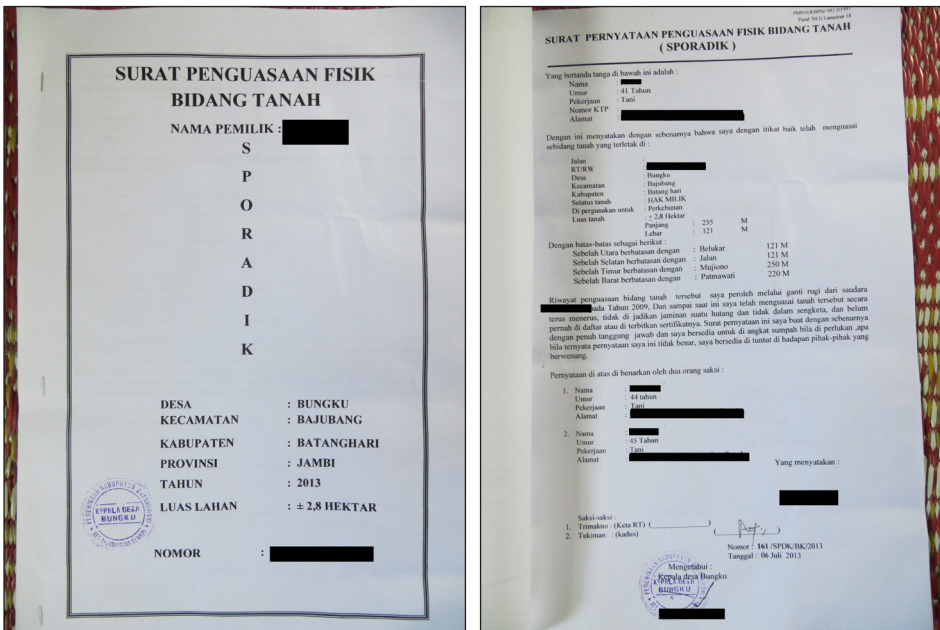 SURAT PENGUASAAN FISIK
BIDANG TANAH
NAMA PEMILIK :
S
P
O
R
A
D
I
K
DESA : BUNGKU
KECAMATAN : BAJUBANG
KABUPATEN : BATANGHARI
PROVINSI : JAMBI
TAHUN : 2013
LUAS LAHAN : ± 2,8 HEKTAR
NOMOR :
KEPALA DESA
BUNGKU
SURAT PERNYATAAN PENGUASAAN FISIK BIDANG TANAH
( SPORADIK )
Yang bertanda tanga di bawah ini adalah :
Nama :
Umur : 41 Tahun
Pekerjaan : Tani
Nomor KTP :
Alamat :
Dengan ini menyatakan dengan sebenarnya bahwa saya dengan itikat baik telah menguasai
sebidang tanah yang terletak di :
Jalan :
RT/RW :
Desa : Bungku
Kecamatan : Bajubang
Kabupaten : Batang hari
Setatus tanah : HAK MILIK
Di pergunakan untuk : Perkebunan
Luas tanah : ± 2,8 Hektar
Panjang : 235 M
Lebar : 121 M
Dengan batas-batas sebagai berikut :
Sebelah Utara berbatasan dengan : Belukar 121 M
Sebelah Selatan berbatasan dengan : Jalan 121 M
Sebelah Timur berbatasan dengan : Mujiono 250 M
Sebelah Barat berbatasan dengan : Patmawati 220 M
Riwayat penguasaan bidang tanah tersebut saya peroleh melalui ganti rugi dari saudara
pada Tahun 2009, Dan sampai saat ini saya telah menguasai tanah tersebut secara
terus menerus, tidak di jadikan jaminan suatu hutang dan tidak dalam sengketa, dan belum
pernah di daftar atau di terbitkan sertifikatnya. Surat pernyataan ini saya buat dengan sebenarnya
dengan penuh tanggung jawab dan saya bersedia untuk di angkat sumpah bila di perlukan ,apa
bila ternyata pernyataan saya ini tidak benar, saya bersedia di tuntut di hadapan pihak-pihak yang
berwenang.
Pernyataan di atas di benarkan oleh dua orang saksi :
1. Nama :
Umur : 44 tahun
Pekerjaan : Tani
Alamat :
2. Nama :
Umur : 45 Tahun
Pekerjaan : Tani
Alamat :
Yang menyatakan :
Saksi-saksi :
1. Trimakno : (Keta RT) (                )
2. Tukiman : (kadus) (                )
Nomor : 161 /SPDK/BK/2013
Tanggal : 06 Juli 2013
Mengetahui :
Kepala desa Bungku
KEPALA DESA
BUNGKU